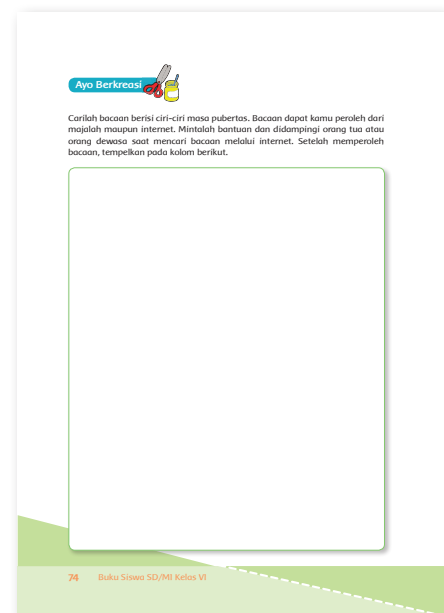 Ayo Berkreasi
Carilah bacaan berisi ciri-ciri masa pubertas. Bacaan dapat kamu peroleh dari
majalah maupun internet. Mintalah bantuan dan didampingi orang tua atau
orang dewasa saat mencari bacaan melalui internet. Setelah memperoleh
bacaan, tempelkan pada kolom berikut.
74 Buku Siswa SD/MI Kelas VI